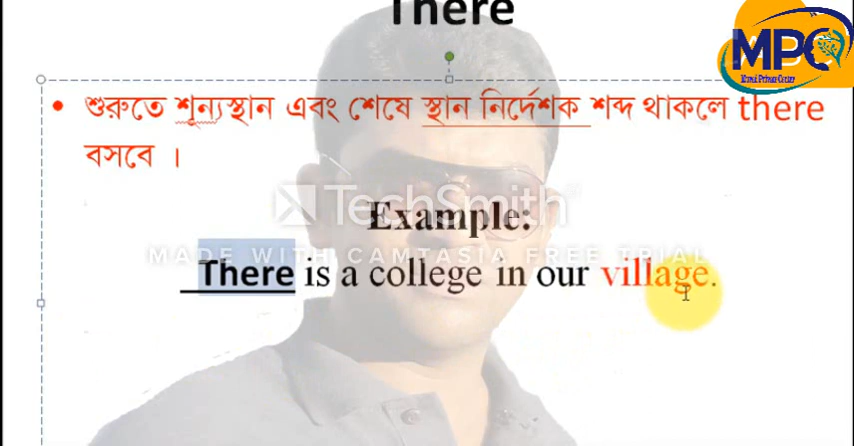 There
MPC
• শুরুতে শূন্যস্থান এবং শেষে স্থান নির্দেশক শব্দ থাকলে there
বসবে ।
TechSmith
Example:
MADE WITH CAMTASIA FREE TRIAL
There is a college in our village.